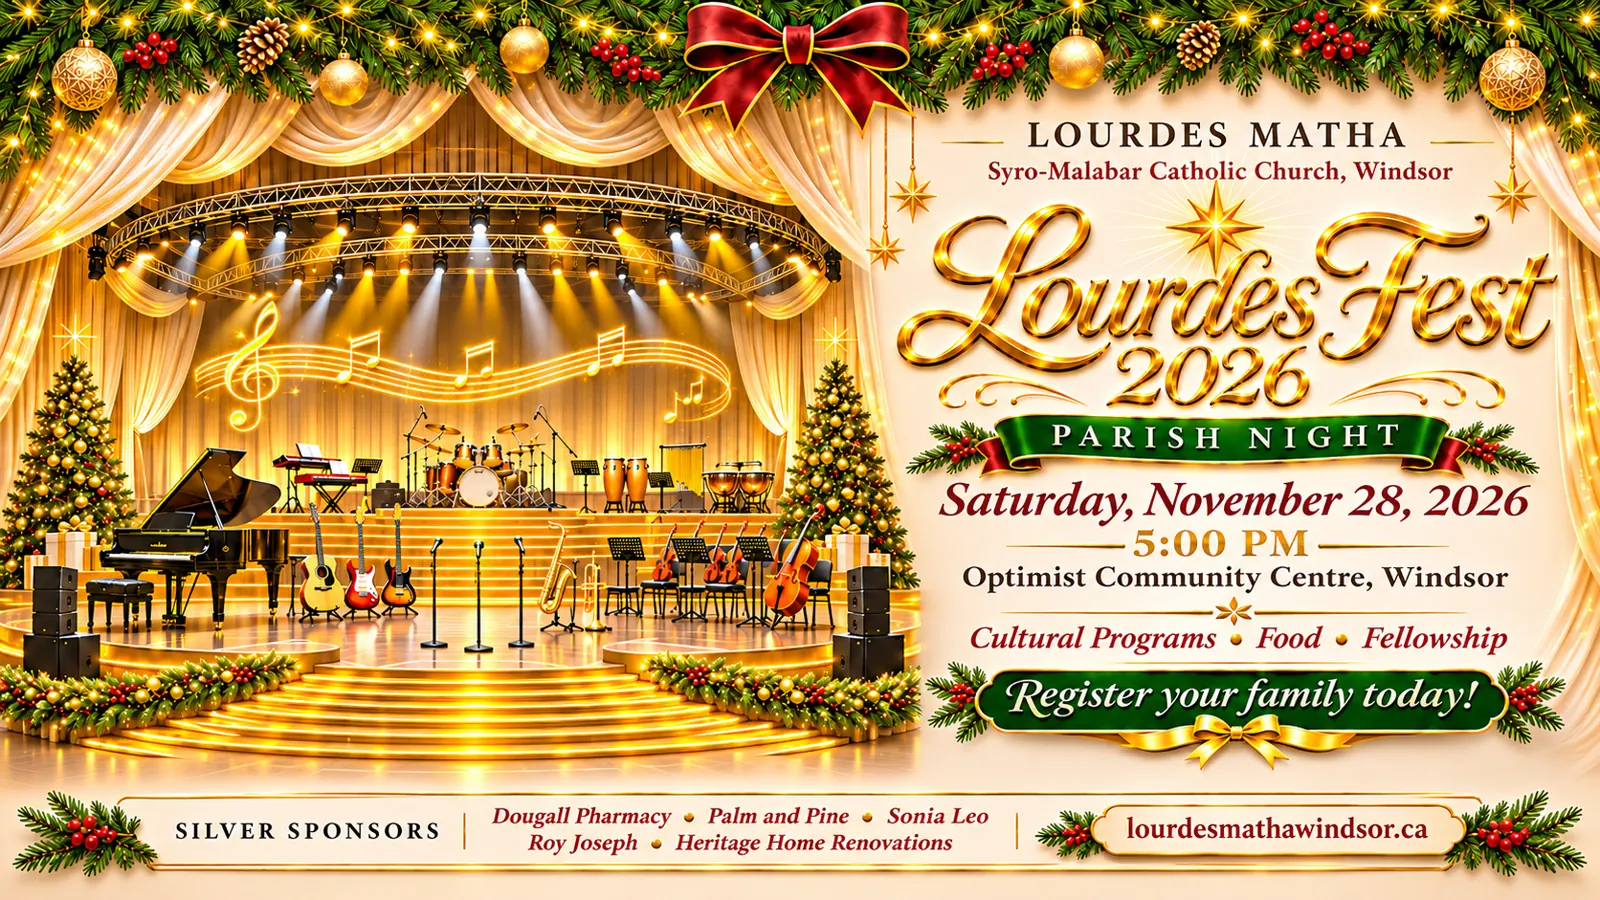 LOURDES MATHA
Syro-Malabar Catholic Church, Windsor
Lourdes Fest
2026
PARISH NIGHT
Saturday, November 28, 2026
5:00 PM
Optimist Community Centre, Windsor
Cultural Programs • Food • Fellowship
Register your family today!
SILVER SPONSORS
Dougall Pharmacy • Palm and Pine • Sonia Leo
Roy Joseph • Heritage Home Renovations
lourdesmathawindsor.ca